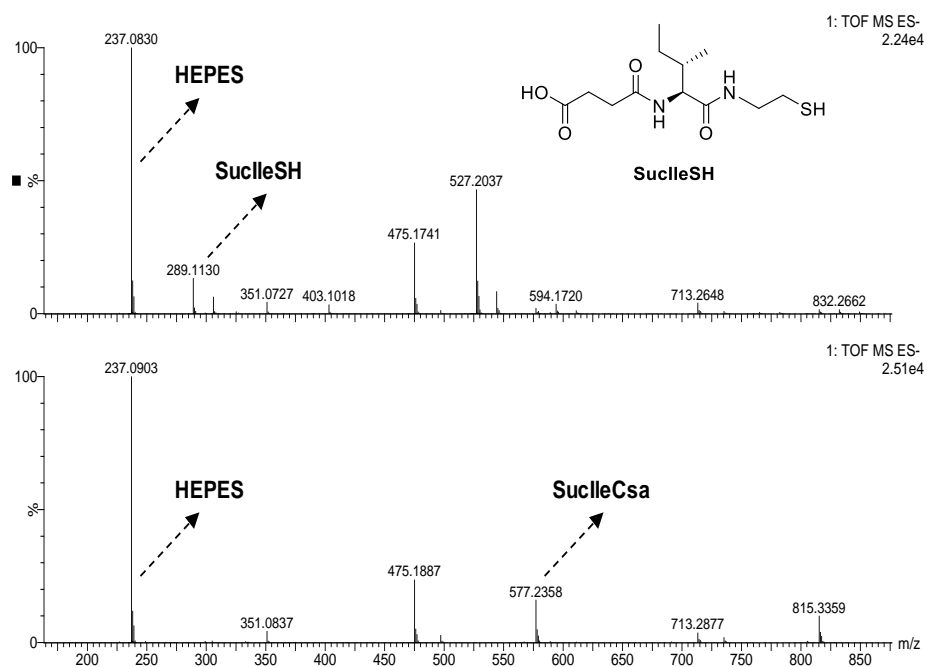 1: TOF MS ES-
2.24e4
100
%
0
237.0830
HEPES
SucIleSH
289.1130
351.0727
403.1018
475.1741
527.2037
594.1720
713.2648
832.2662
HO
O
O
N
H
O
H
N
SH
SucIleSH
1: TOF MS ES-
2.51e4
100
%
0
237.0903
HEPES
351.0837
475.1887
SucIleCsa
577.2358
713.2877
815.3359
200 250 300 350 400 450 500 550 600 650 700 750 800 850 m/z